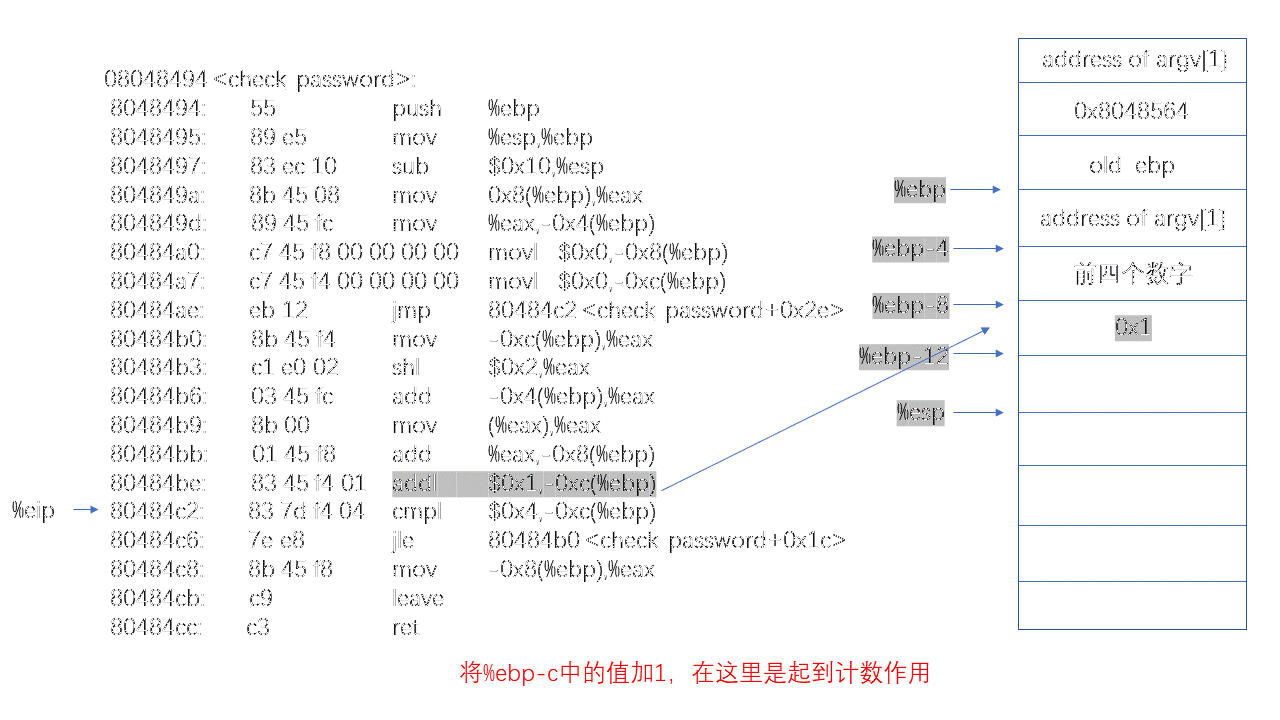 08048494 <check password>:
8048494: 55 push %ebp
8048495: 89 e5 mov %esp,%ebp
8048497: 83 ec 10 sub $0x10,%esp
804849a: 8b 45 08 mov 0x8(%ebp),%eax
804849d: 89 45 fc mov %eax,-0x4(%ebp)
80484a0: c7 45 f8 00 00 00 00 movl $0x0,-0x8(%ebp)
80484a7: c7 45 f4 00 00 00 00 movl $0x0,-0xc(%ebp)
80484ae: eb 12 jmp 80484c2 <check password+0x2e>
80484b0: 8b 45 f4 mov -0xc(%ebp),%eax
80484b3: c1 e0 02 shl $0x2,%eax
80484b6: 03 45 fc add -0x4(%ebp),%eax
80484b9: 8b 00 mov (%eax),%eax
80484bb: 01 45 f8 add %eax,-0x8(%ebp)
80484be: 83 45 f4 01 addl $0x1,-0xc(%ebp)
%eip
80484c2: 83 7d f4 04 cmpl $0x4,-0xc(%ebp)
80484c6: 7e e8 jle 80484b0 <check password+0x1c>
80484c8: 8b 45 f8 mov -0x8(%ebp),%eax
80484cb: c9 leave
80484cc: c3 ret
%ebp
%ebp-4
%ebp-8
%ebp-12
%esp
address of argv[1]
0x8048564
old ebp
address of argv[1]
前四个数字
0x1
将%ebp-c中的值加1，在这里是起到计数作用